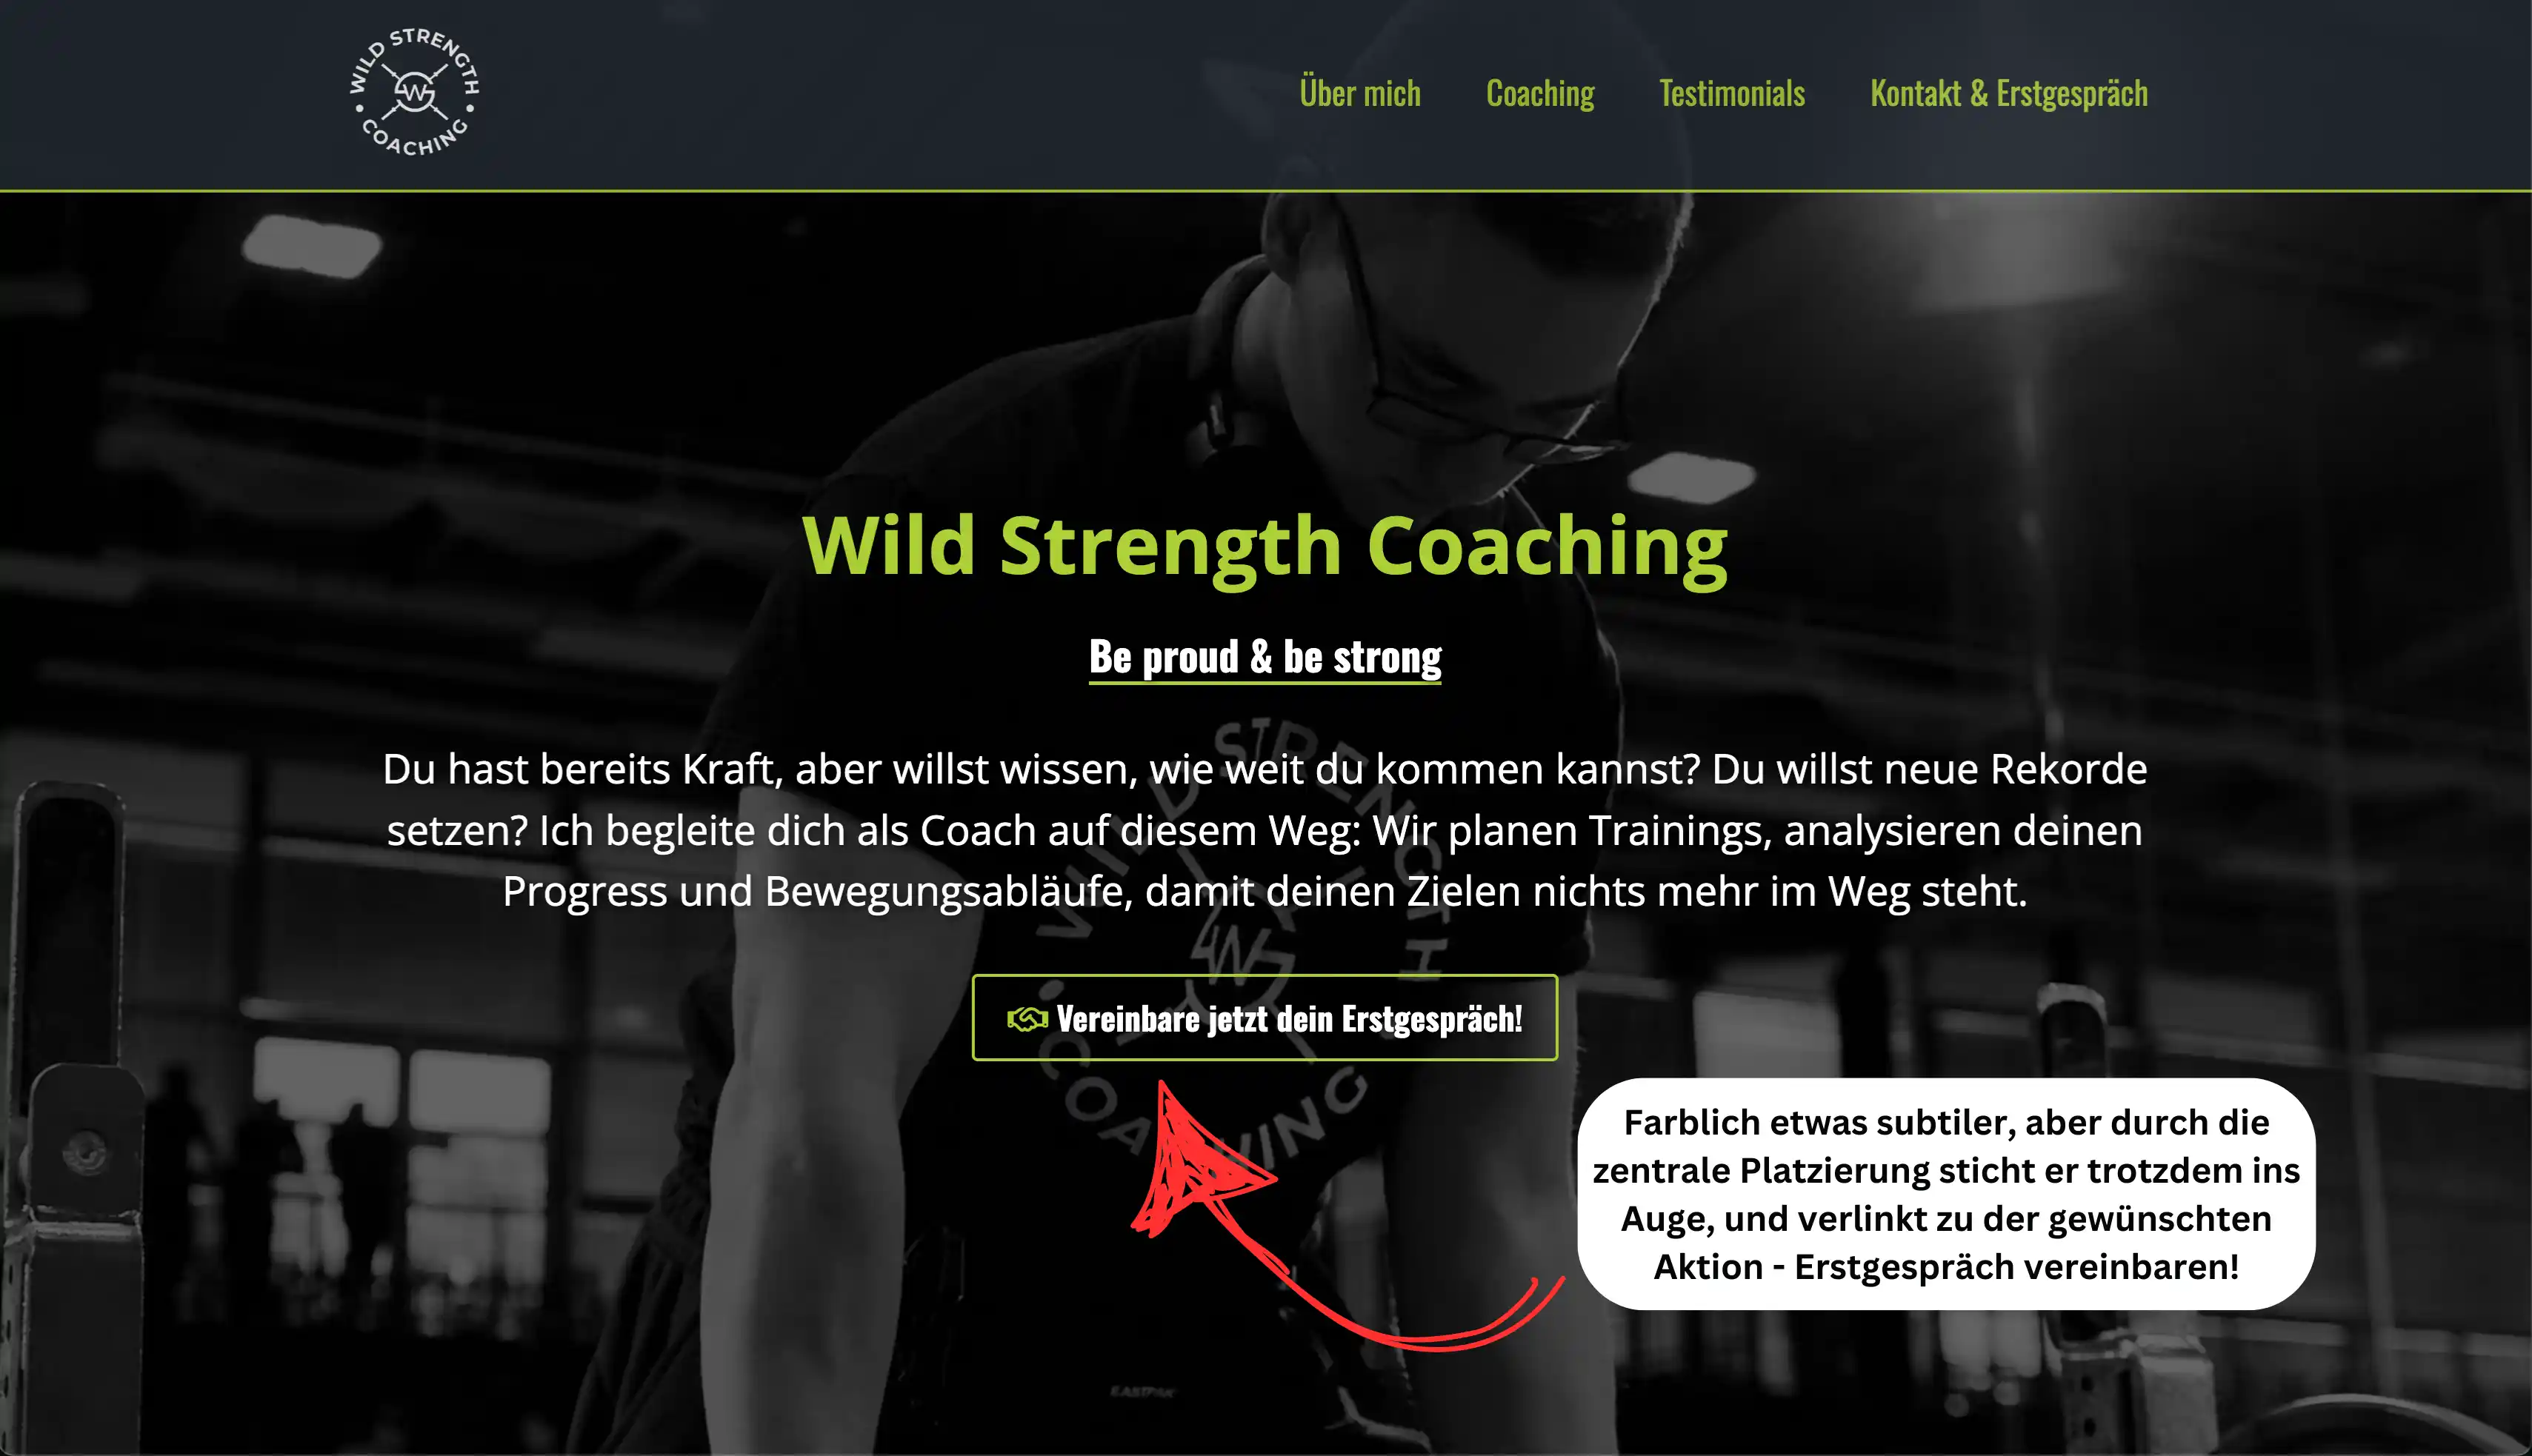 WILD STRENGTH
SW
COACHING
Über mich
Coaching
Testimonials
Kontakt & Erstgespräch
Wild Strength Coaching
Be proud & be strong
Du hast bereits Kraft, aber willst wissen, wie weit du kommen kannst? Du willst neue Rekorde
setzen? Ich begleite dich als Coach auf diesem Weg: Wir planen Trainings, analysieren deinen
Progress und Bewegungsabläufe, damit deinen Zielen nichts mehr im Weg steht.
WILD STRENGTH
Vereinbare jetzt dein Erstgespräch!
Farblich etwas subtiler, aber durch die
zentrale Platzierung sticht er trotzdem ins
Auge, und verlinkt zu der gewünschten
Aktion - Erstgespräch vereinbaren!
EASTPAK